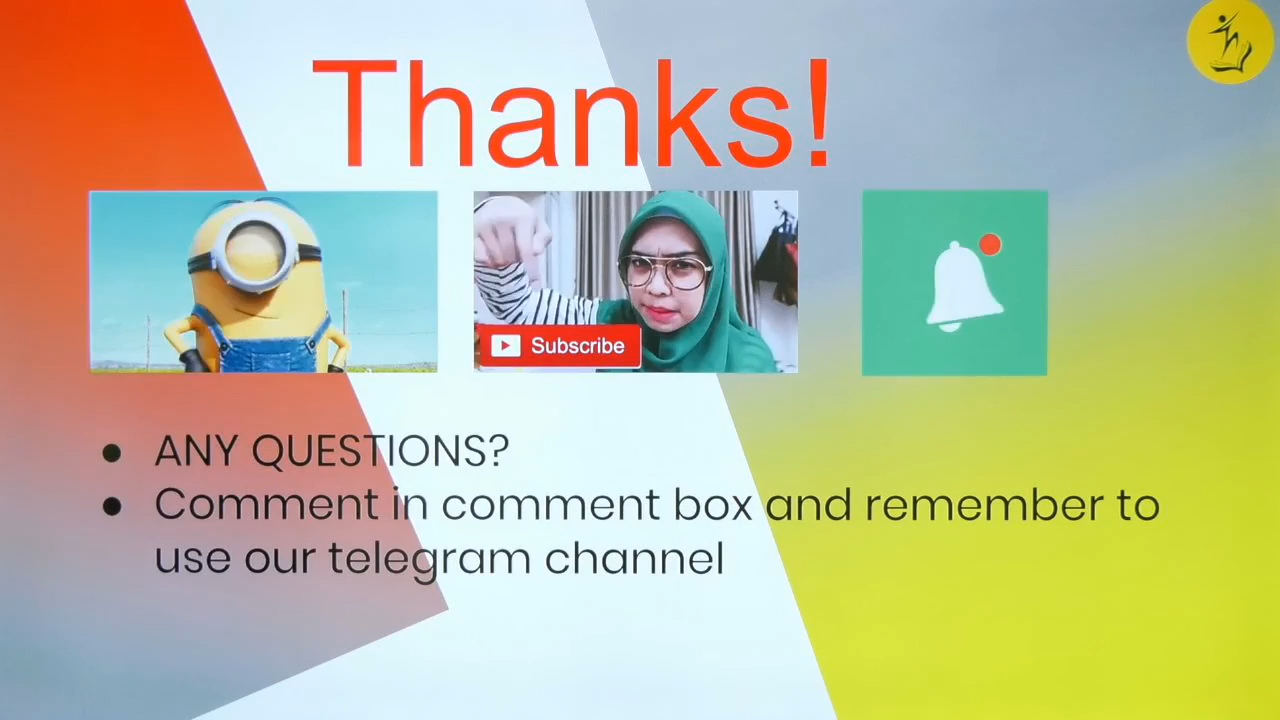 Thanks!
Subscribe
ANY QUESTIONS?
Comment in comment box and remember to
use our telegram channel